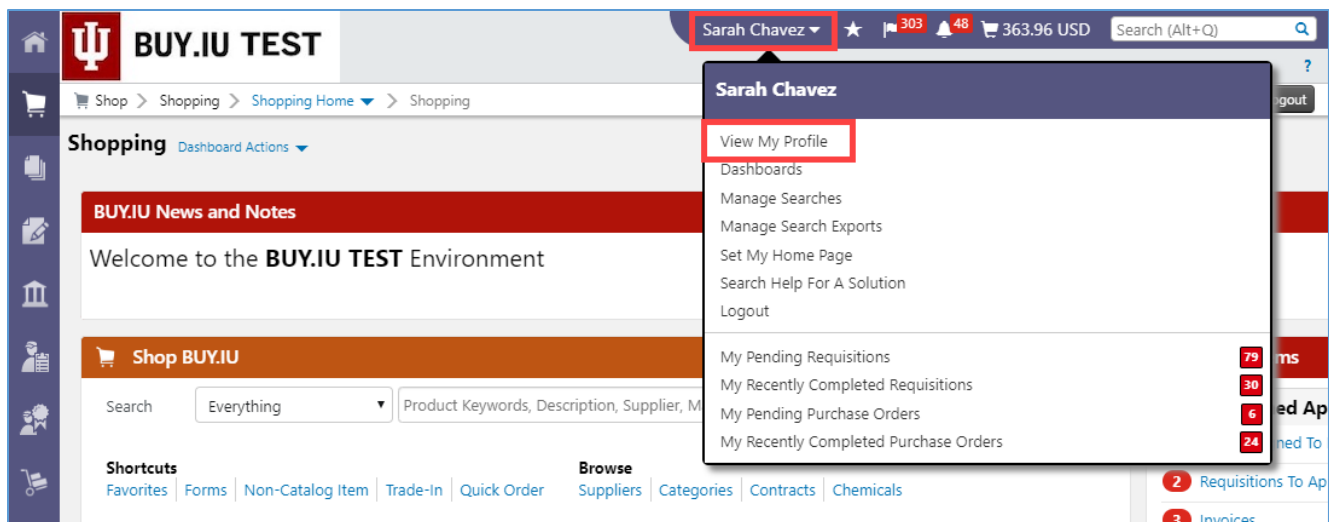 BUY.IU TEST
Sarah Chavez 303 48 363.96 USD Search (Alt+Q)
?
Shop > Shopping > Shopping Home > Shopping
Shopping Dashboard Actions
Sarah Chavez
View My Profile
Dashboards
Manage Searches
Manage Search Exports
Set My Home Page
Search Help For A Solution
Logout
My Pending Requisitions 79
My Recently Completed Requisitions 30
My Pending Purchase Orders 6
My Recently Completed Purchase Orders 24
BUY.IU News and Notes
Welcome to the BUY.IU TEST Environment
Shop BUY.IU
Search Everything Product Keywords, Description, Supplier,
Shortcuts
Favorites Forms Non-Catalog Item Trade-In Quick Order
Browse
Suppliers Categories Contracts Chemicals
2 Requisitions To
3 Invoices